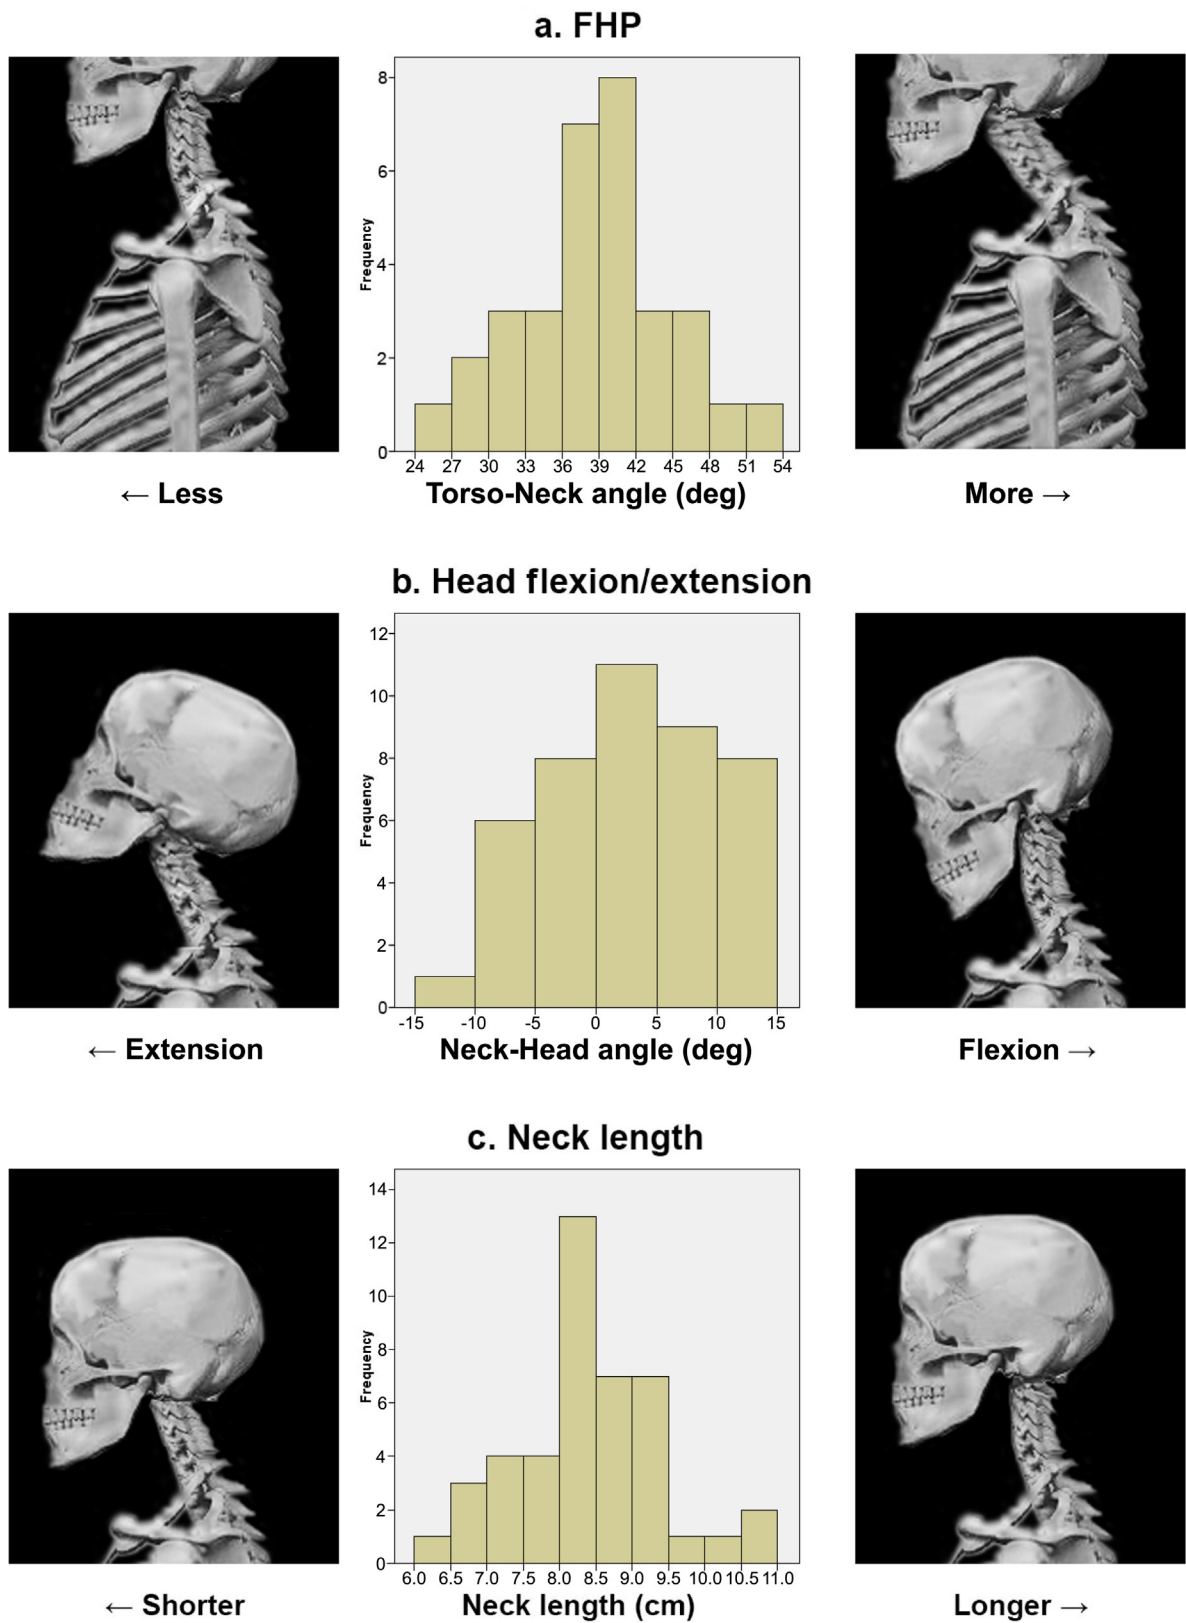 a. FHP
Frequency
8
6
4
2
0
24 27 30 33 36 39 42 45 48 51 54
← Less
Torso-Neck angle (deg)
More →
b. Head flexion/extension
Frequency
12
10
8
6
4
2
0
-15 -10 -5 0 5 10 15
← Extension
Neck-Head angle (deg)
Flexion →
c. Neck length
Frequency
14
12
10
8
6
4
2
0
6.0 6.5 7.0 7.5 8.0 8.5 9.0 9.5 10.0 10.5 11.0
← Shorter
Neck length (cm)
Longer →